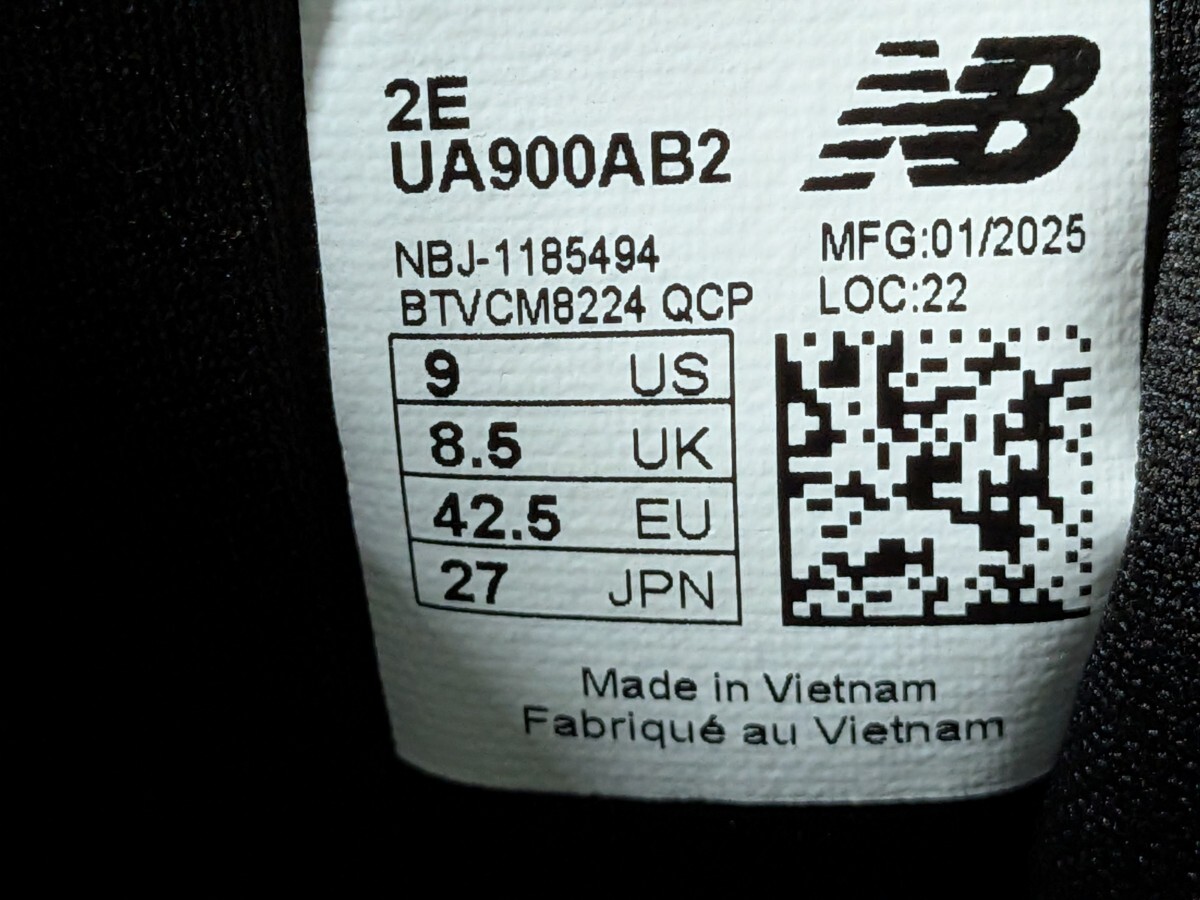 2E
UA900AB2
NB
NBJ-1185494
BTVCM8224 QCP
MFG:01/2025
LOC:22
9 US
8.5 UK
42.5 EU
27 JPN
Made in Vietnam
Fabriqué au Vietnam